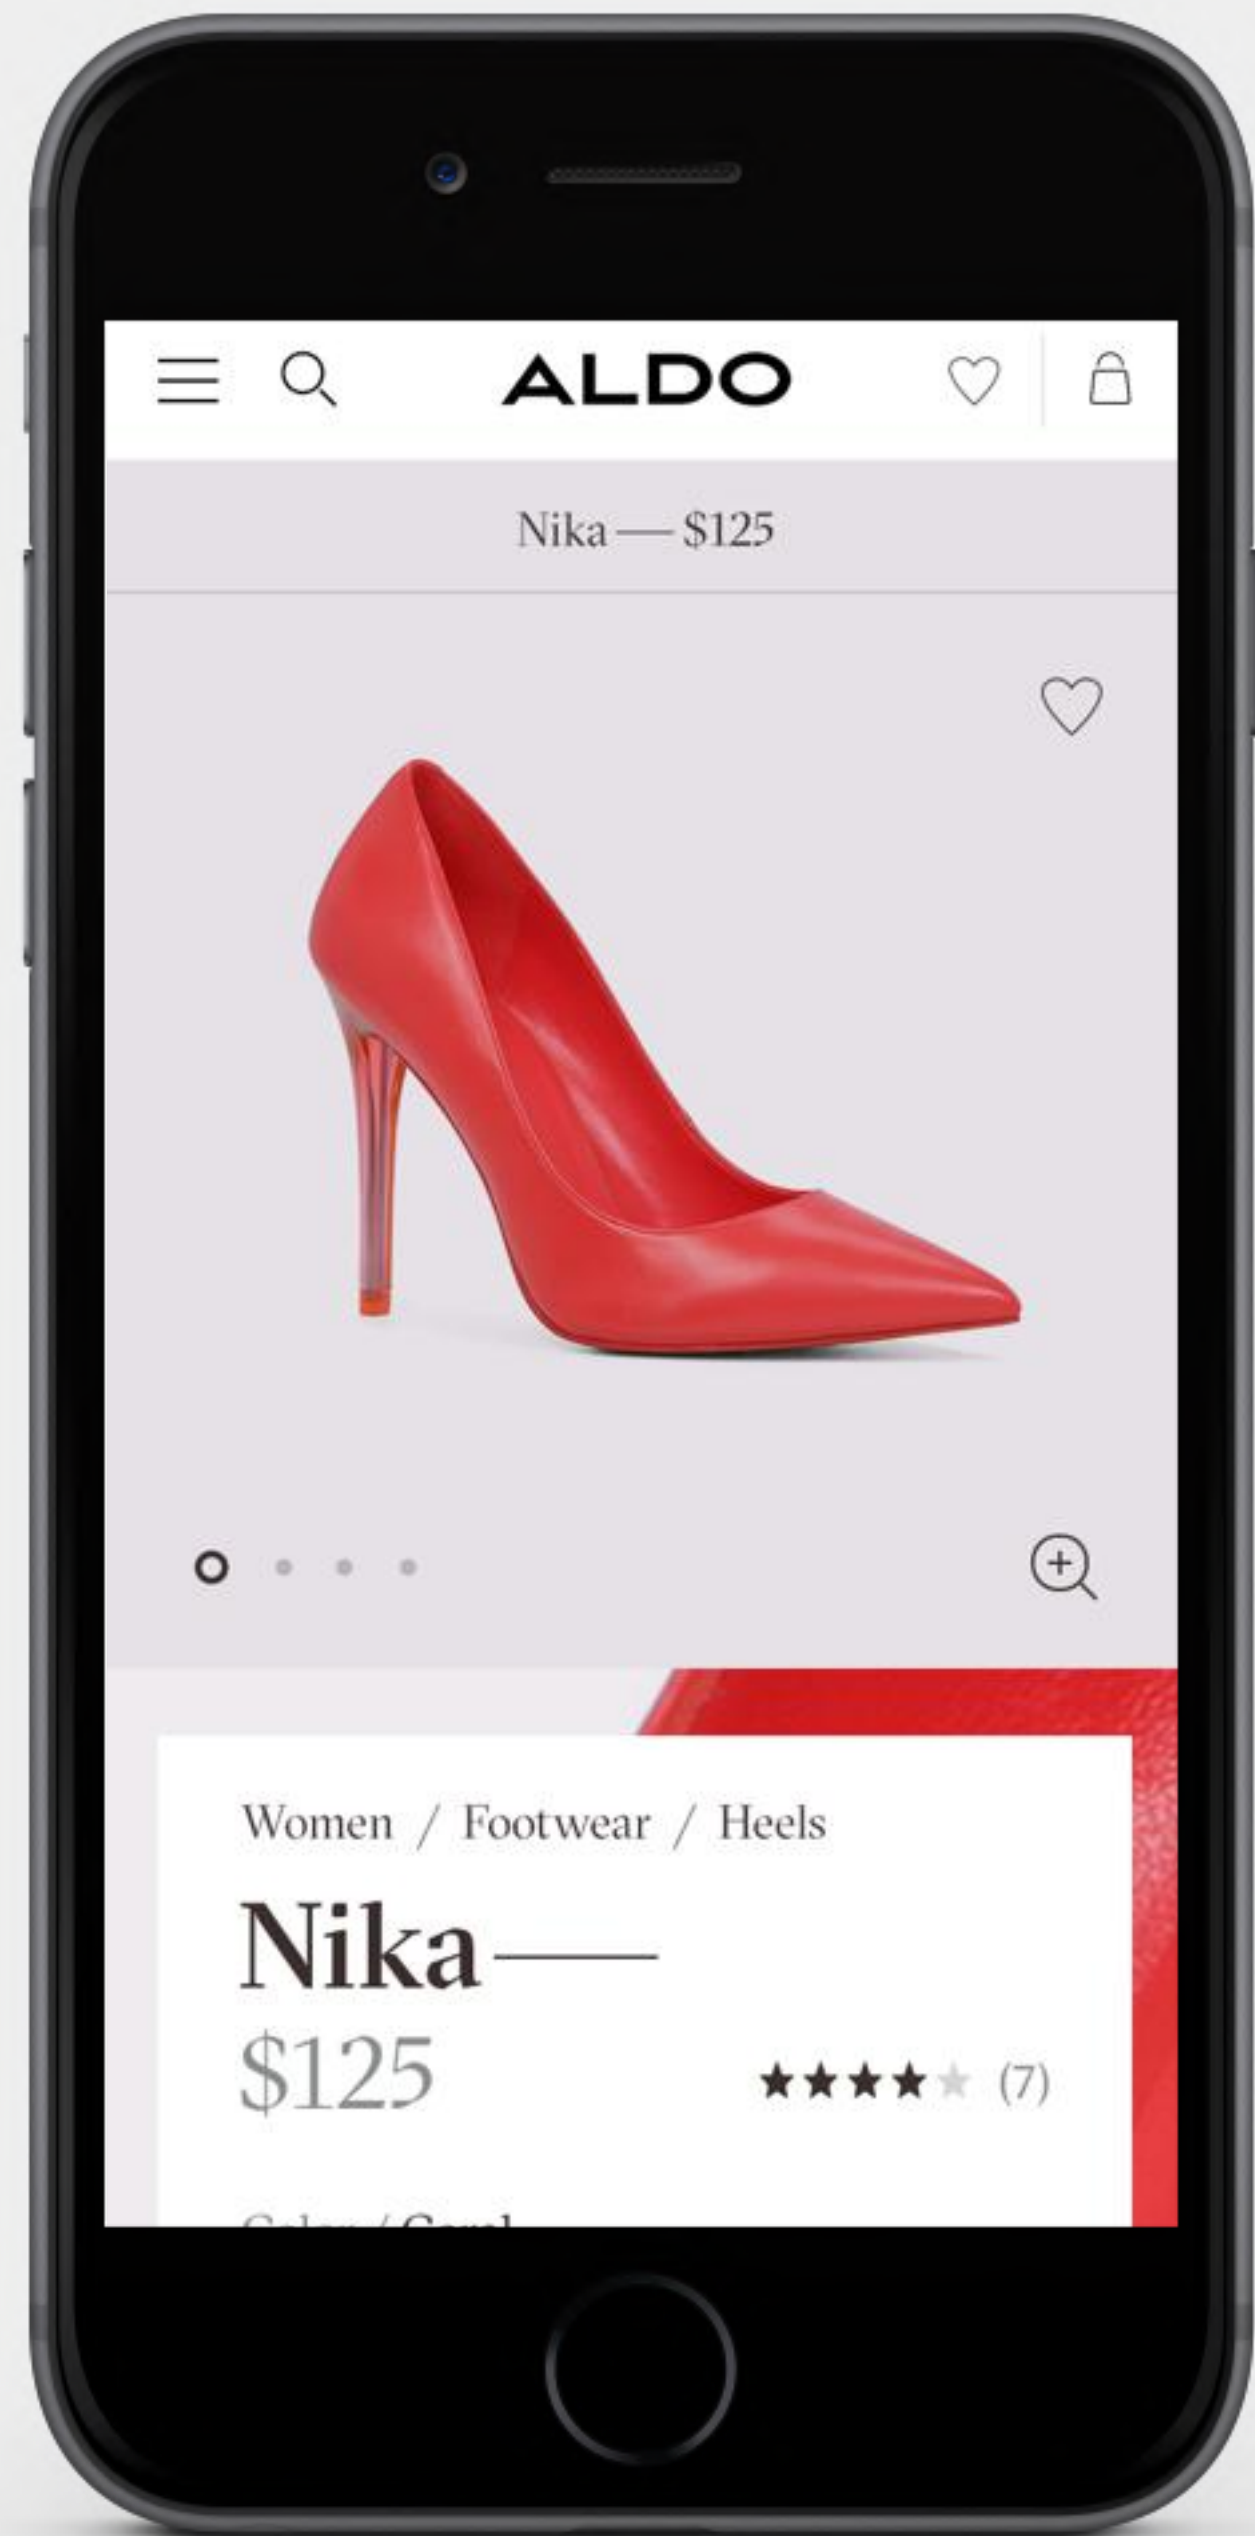 ALDO
Nika — $125
Women / Footwear / Heels
Nika —
$125
(7)